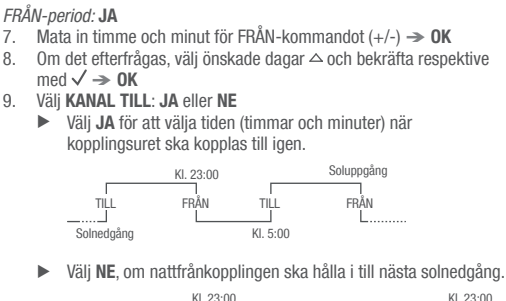 FRÅN-period: JA
7. Mata in timme och minut för FRÅN-kommandot (+/-) ➔ OK
8. Om det efterfrågas, välj önskade dagar △ och bekräfta respektive
med ✓ ➔ OK
9. Välj KANAL TILL: JA eller NE
▶ Välj JA för att välja tiden (timmar och minuter) när
kopplingsuret ska kopplas till igen.
Kl. 23:00 Soluppgång
TILL FRÅN TILL FRÅN
Solnedgång Kl. 5:00
▶ Välj NE, om nattfrånkopplingen ska hålla i till nästa solnedgång.
Kl. 23:00 Kl. 23:00